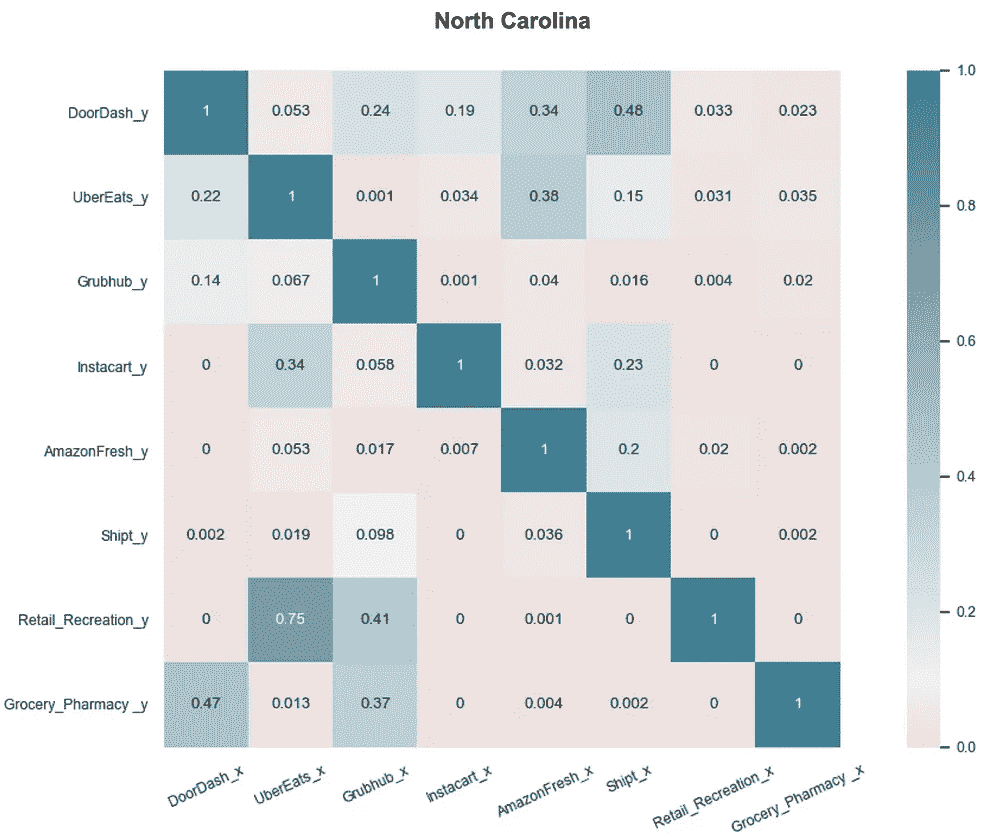 North Carolina
DoorDash_y 1 0.053 0.24 0.19 0.34 0.48 0.033 0.023
UberEats_y 0.22 1 0.001 0.034 0.38 0.15 0.031 0.035
Grubhub_y 0.14 0.067 1 0.001 0.04 0.016 0.004 0.02
Instacart_y 0 0.34 0.058 1 0.032 0.23 0 0
AmazonFresh_y 0 0.053 0.017 0.007 1 0.2 0.02 0.002
Shipt_y 0.002 0.019 0.098 0 0.036 1 0 0.002
Retail_Recreation_y 0 0.75 0.41 0 0.001 0 1 0
Grocery_Pharmacy _y 0.47 0.013 0.37 0 0.004 0.002 0 1
DoorDash_x UberEats_x Grubhub_x Instacart_x AmazonFresh_x Shipt_x Retail_Recreation_x Grocery_Pharmacy _x
1.0
0.8
0.6
0.4
0.2
0.0